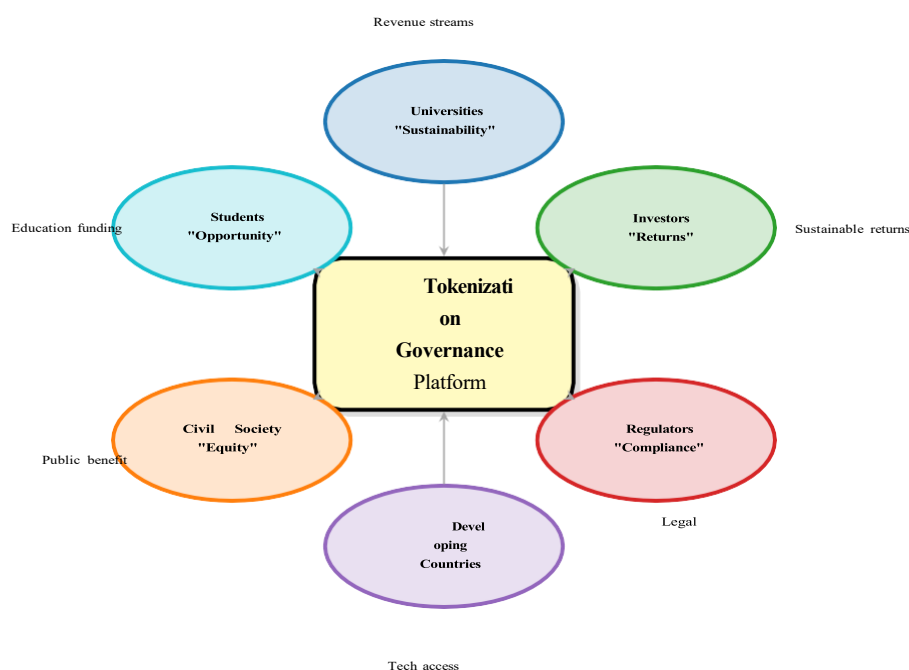 Revenue streams
Universities
"Sustainability"
Students
"Opportunity"
Investors
"Returns"
Education funding
Sustainable returns
Tokenizati
on
Governance
Platform
Civil Society
"Equity"
Regulators
"Compliance"
Public benefit
Legal
Devel
oping
Countries
Tech access